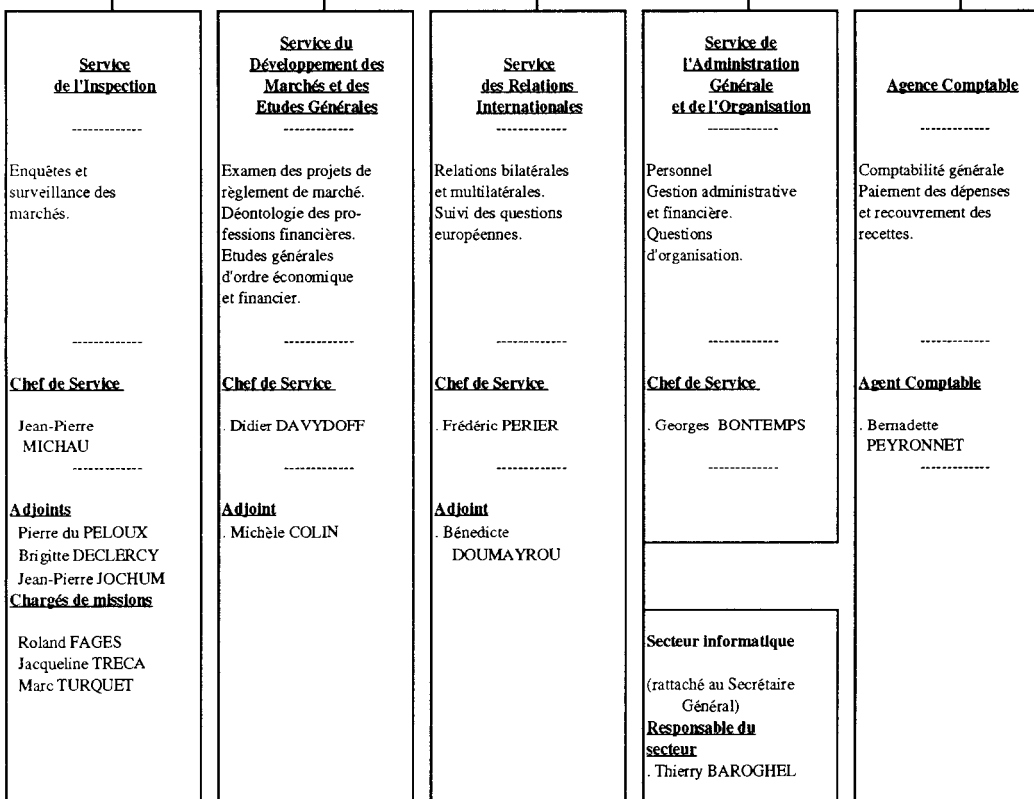 Service
de l'Inspection
-------------
Enquêtes et
surveillance des
marchés.
-------------
Chef de Service
Jean-Pierre
MICHAU
-------------
Adjoints
Pierre du PELOUX
Brigitte DECLERCY
Jean-Pierre JOCHUM
Chargés de missions
Roland FAGES
Jacqueline TRECA
Marc TURQUET
Service du
Développement des
Marchés et des
Etudes Générales
-------------
Examen des projets de
règlement de marché.
Déontologie des pro-
fessions financières.
Etudes générales
d'ordre économique
et financier.
-------------
Chef de Service
. Didier DAVYDOFF
-------------
Adjoint
. Michèle COLIN
Service
des Relations
Internationales
-------------
Relations bilatérales
et multilatérales.
Suivi des questions
européennes.
-------------
Chef de Service
. Frédéric PERIER
-------------
Adjoint
. Bénedicte
DOUMAYROU
Service de
l'Administration
Générale
et de l'Organisation
-------------
Personnel
Gestion administrative
et financière.
Questions
d'organisation.
-------------
Chef de Service
. Georges BONTEMPS
-------------
Secteur informatique
(rattaché au Secrétaire
Général)
Responsable du
secteur
. Thierry BAROGHEL
Agence Comptable
-------------
Comptabilité générale
Paiement des dépenses
et recouvrement des
recettes.
-------------
Agent Comptable
. Bernadette
PEYRONNET
-------------